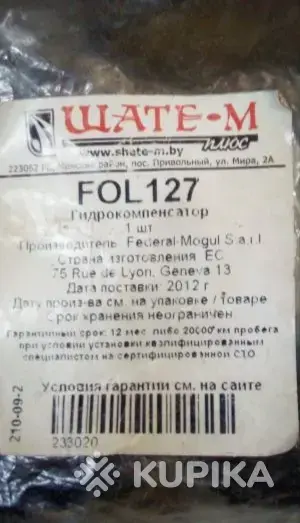 ШАТЕ-М
плюс
www.shate-m.by
223062 Минский район, пос. Привольный, ул. Мира, 2А
FOL127
Гидрокомпенсатор
1 шт
Производитель Federal-Mogul S.a.r.l
Страна изготовления ЕС
75 Rue de Lyon, Geneva 13
Дата поставки: 2012 г
Дату произ-ва см. на упаковке / товаре
Срок хранения неограничен
Гарантийный срок: 12 мес. либо 20000 км пробега
при условии установки квалифицированным
специалистом на сертифицированной СТО
Условия гарантии см. на сайте
210-09-2
233020
KUPIKA